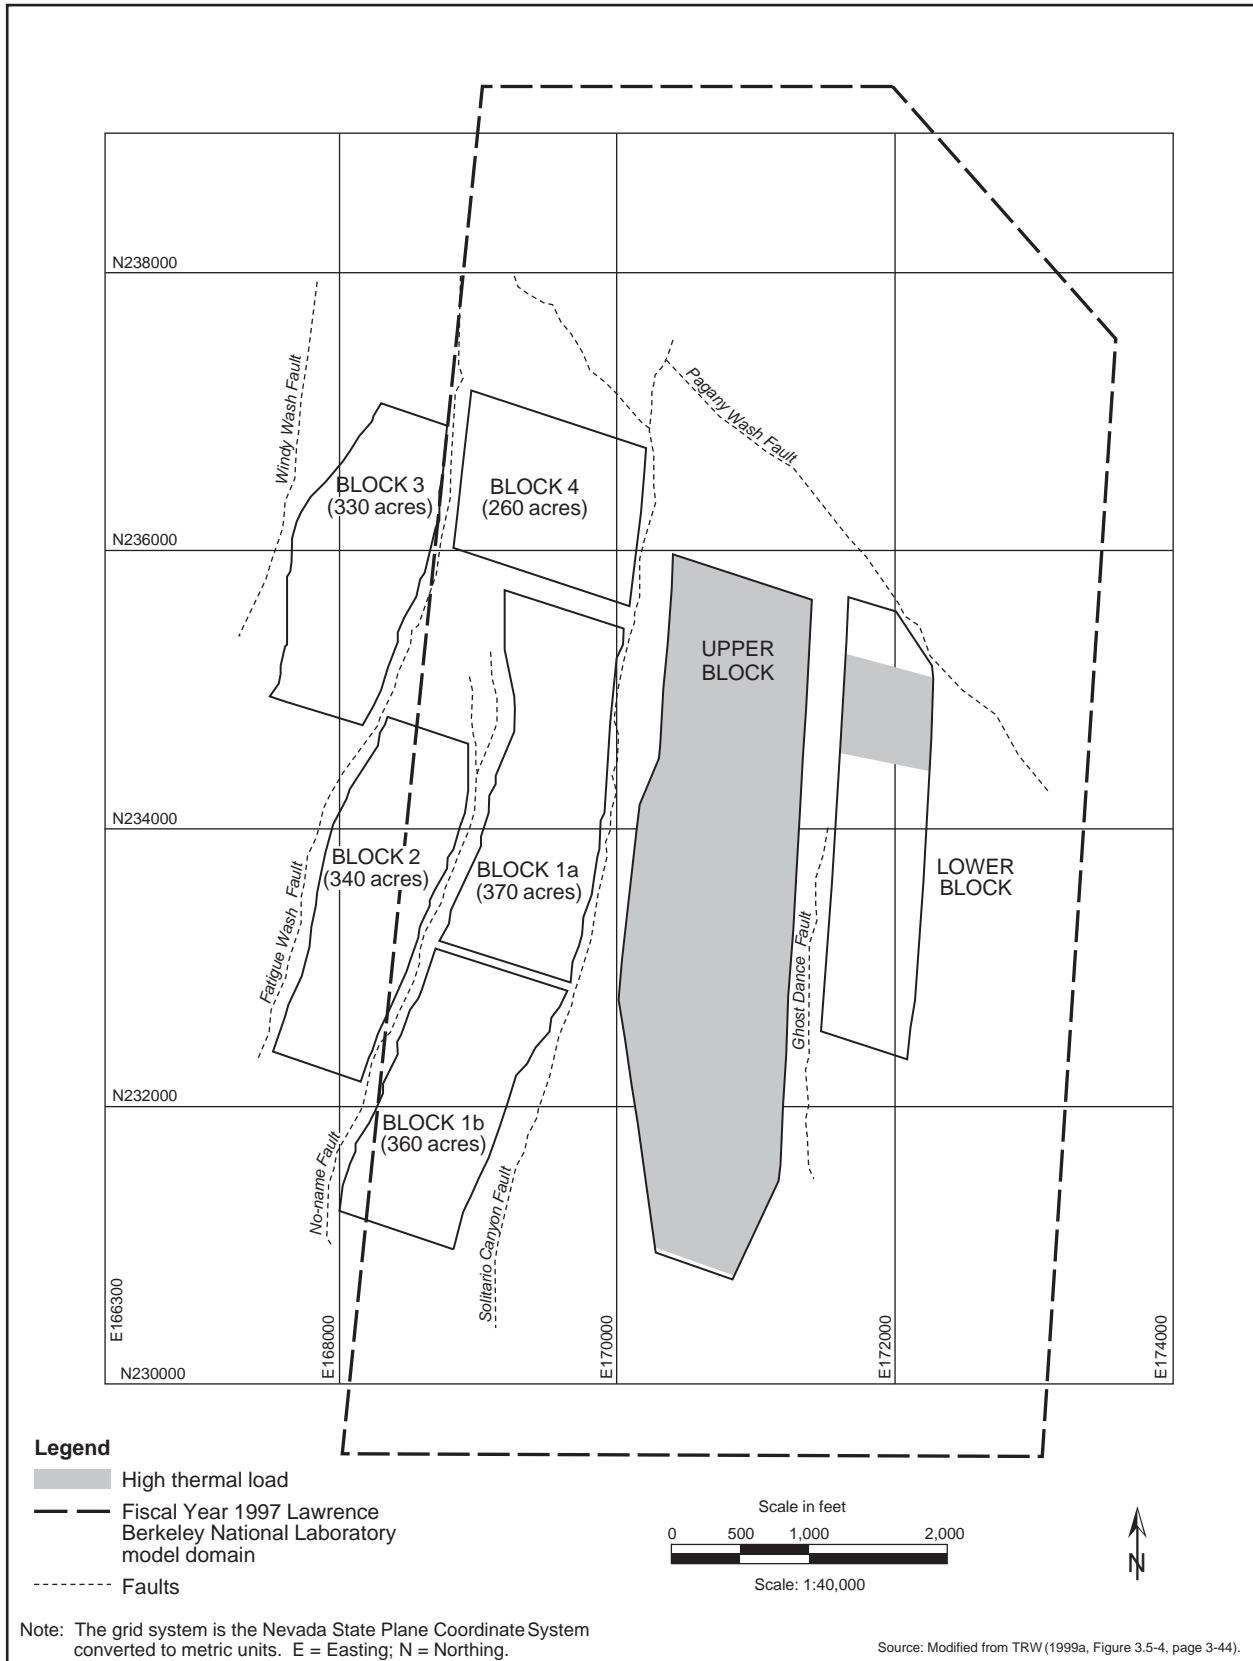 N238000
Windy Wash Fault
Pagany Wash Fault
BLOCK 3
(330 acres)
BLOCK 4
(260 acres)
N236000
UPPER
BLOCK
N234000
BLOCK 2
(340 acres)
BLOCK 1a
(370 acres)
LOWER
BLOCK
Fatigue Wash Fault
Ghost Dance Fault
N232000
BLOCK 1b
(360 acres)
No-name Fault
Solitario Canyon Fault
E166300
E168000
E170000
E172000
E174000
N230000
Legend
High thermal load
Fiscal Year 1997 Lawrence
Berkeley National Laboratory
model domain
Faults
Scale in feet
0 500 1,000 2,000
Scale: 1:40,000
N
Note: The grid system is the Nevada State Plane Coordinate System
converted to metric units. E = Easting; N = Northing.
Source: Modified from TRW (1999a, Figure 3.5-4, page 3-44).